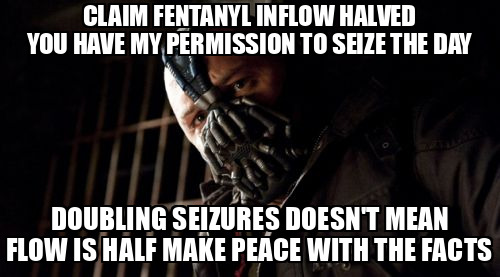 CLAIM FENTANYL INFLOW HALVED
YOU HAVE MY PERMISSION TO SEIZE THE DAY
DOUBLING SEIZURES DOESN'T MEAN
FLOW IS HALF MAKE PEACE WITH THE FACTS